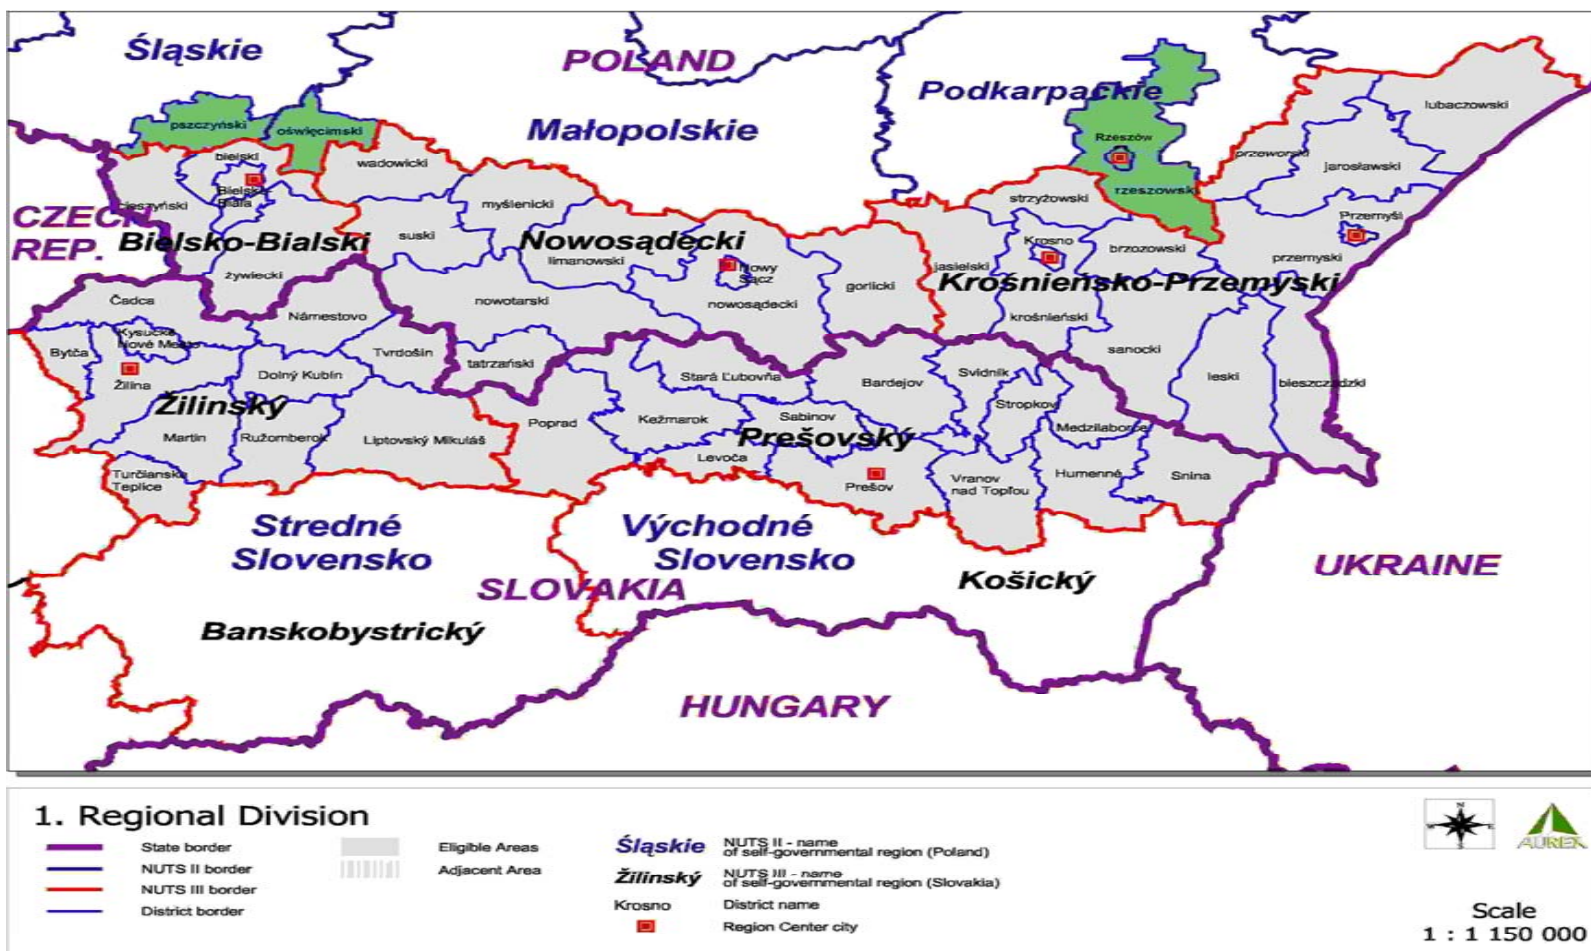 Śląskie
POLAND
Podkarpackie
Małopolskie
lubaczowski
pszczyński
oświęcimski
Rzeszów
bielski
wadowicki
przeworski
jarosławski
Bielsko-
Biała
cieszyński
rzeszowski
strzyżowski
myślenicki
Przemyśl
CZECH
REP.
Bielsko-Bialski
suski
Nowosądecki
limanowski
Krosno
brzozowski
przemyski
jasielski
żywiecki
Nowy
Sącz
Krośnieńsko-Przemyski
Čadca
nowotarski
nowosądecki
gorlicki
krośnieński
Námestovo
Kysucké
Nové Mesto
Bytča
Tvrdošín
tatrzański
sanocki
Žilina
Dolný Kubín
Stará Ľubovňa
Bardejov
Svidník
leski
bieszczadzki
Žilinský
Stropkov
Poprad
Kežmarok
Sabinov
Medzilaborce
Martin
Ružomberok
Liptovský Mikuláš
Prešovský
Levoča
Turčianske
Teplice
Prešov
Vranov
nad Topľou
Humenné
Snina
Stredné
Slovensko
Východné
Slovensko
SLOVAKIA
Košický
UKRAINE
Banskobystrický
HUNGARY
1. Regional Division
State border
NUTS II border
NUTS III border
District border
Eligible Areas
Adjacent Area
Śląskie NUTS II - name
of self-governmental region (Poland)
Žilinský NUTS III - name
of self-governmental region (Slovakia)
Krosno District name
Region Center city
N
W E
S
AUREX
Scale
1 : 1 150 000